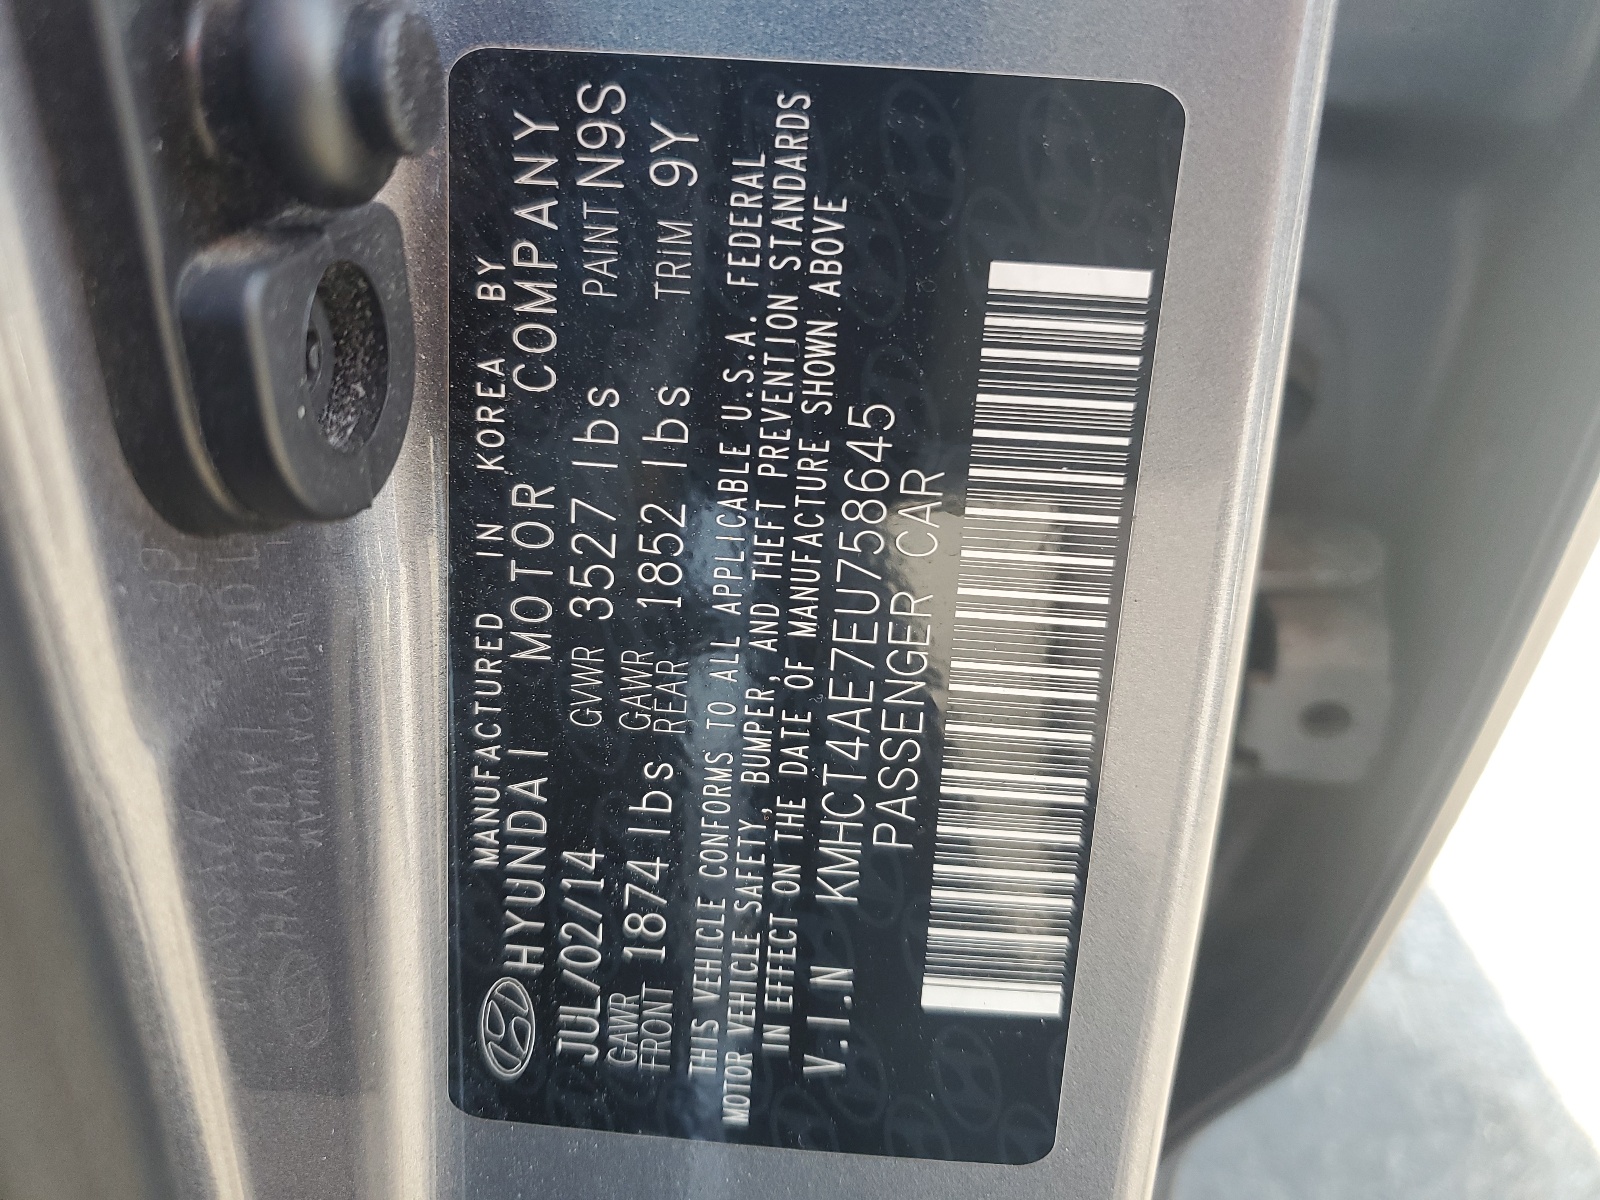 MANUFACTURED IN KOREA BY
HYUNDAI MOTOR COMPANY
JUL/02/14 GVWR 3527 lbs PAINT N9S
GAWR FRONT 1874 lbs GAWR REAR 1852 lbs TRIM 9Y
THIS VEHICLE CONFORMS TO ALL APPLICABLE U.S.A. FEDERAL
MOTOR VEHICLE SAFETY, BUMPER, AND THEFT PREVENTION STANDARDS
IN EFFECT ON THE DATE OF MANUFACTURE SHOWN ABOVE
V.I.N KMHCT4AE7EU758645
PASSENGER CAR